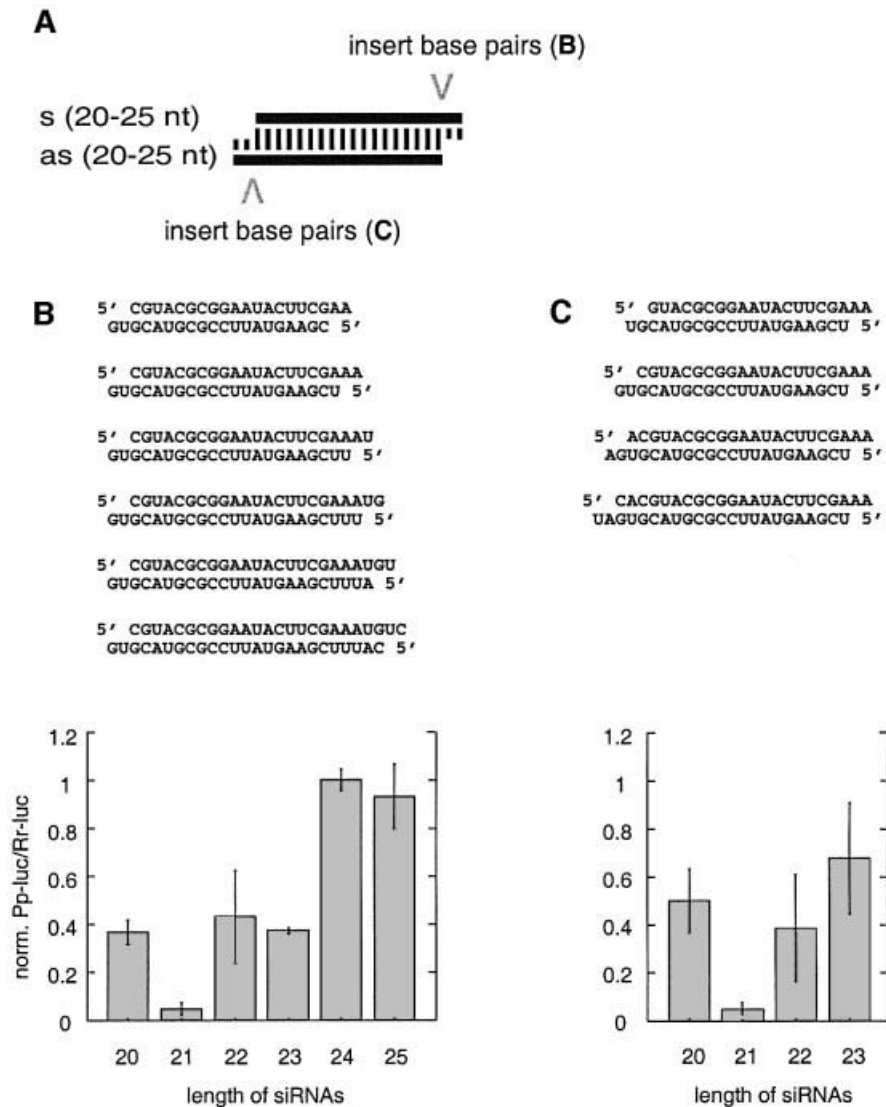 A
insert base pairs (B)
s (20-25 nt)
as (20-25 nt)
insert base pairs (C)
B
5' CGUACGCGGAAUACUUCGAA
GUGCAUGCGCCUUAUGAAGC 5'
5' CGUACGCGGAAUACUUCGAAA
GUGCAUGCGCCUUAUGAAGCU 5'
5' CGUACGCGGAAUACUUCGAAAU
GUGCAUGCGCCUUAUGAAGCUU 5'
5' CGUACGCGGAAUACUUCGAAAUG
GUGCAUGCGCCUUAUGAAGCUUU 5'
5' CGUACGCGGAAUACUUCGAAAUGU
GUGCAUGCGCCUUAUGAAGCUUUA 5'
5' CGUACGCGGAAUACUUCGAAAUGUC
GUGCAUGCGCCUUAUGAAGCUUUAC 5'
C
5' GUACGCGGAAUACUUCGAAA
UGCAUGCGCCUUAUGAAGCU 5'
5' CGUACGCGGAAUACUUCGAAA
GUGCAUGCGCCUUAUGAAGCU 5'
5' ACGUACGCGGAAUACUUCGAAA
AGUGCAUGCGCCUUAUGAAGCU 5'
5' CACGUACGCGGAAUACUUCGAAA
UAGUGCAUGCGCCUUAUGAAGCU 5'
norm. Pp-luc/Rr-luc
1.2
1
0.8
0.6
0.4
0.2
0
20 21 22 23 24 25
length of siRNAs
1.2
1
0.8
0.6
0.4
0.2
0
20 21 22 23
length of siRNAs